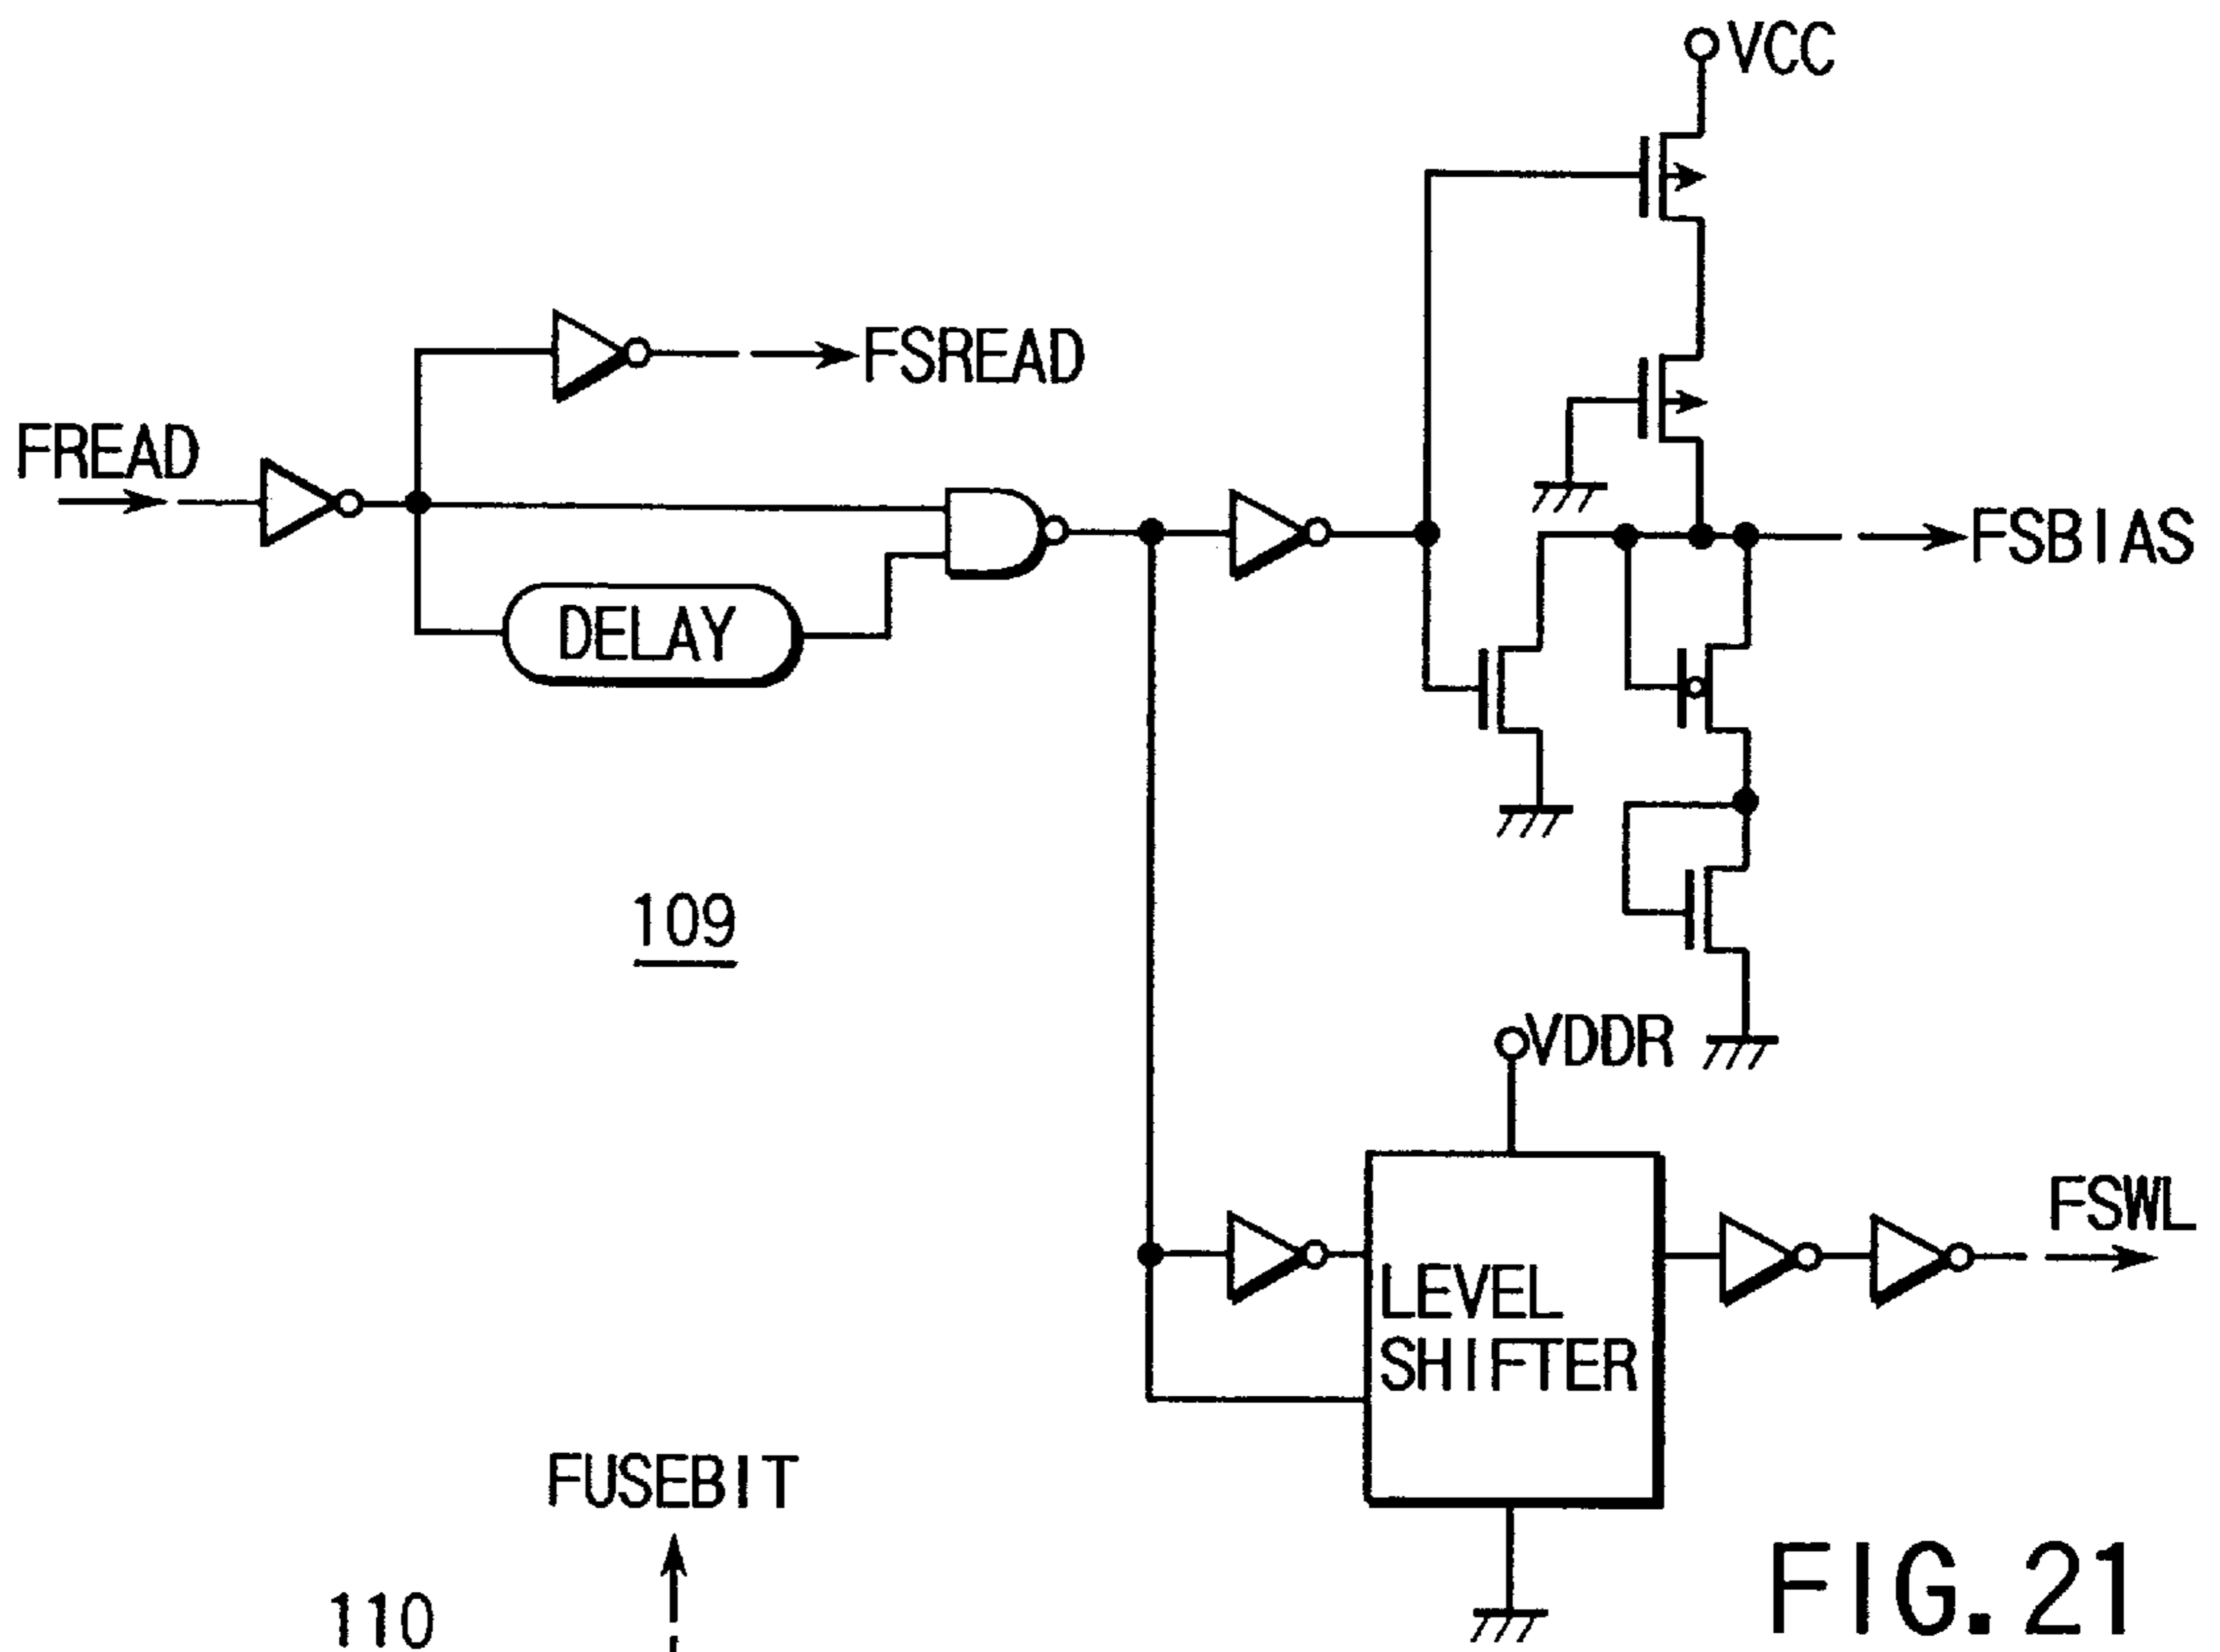 VCC
FSREAD
FREAD
FSBIAS
DELAY
109
VDDR
FSWL
LEVEL
SHIFTER
FUSEBIT
110
FIG.21